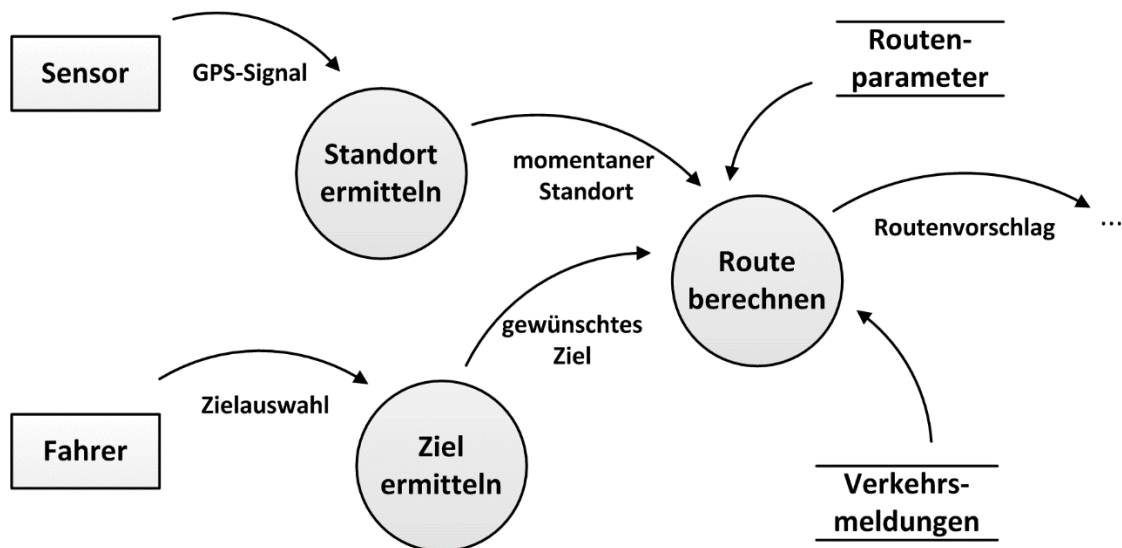 Sensor
GPS-Signal
Standort
ermitteln
momentaner
Standort
Routen-
parameter
Route
berechnen
Routenvorschlag
...
gewünschtes
Ziel
Zielauswahl
Fahrer
Ziel
ermitteln
Verkehrs-
meldungen